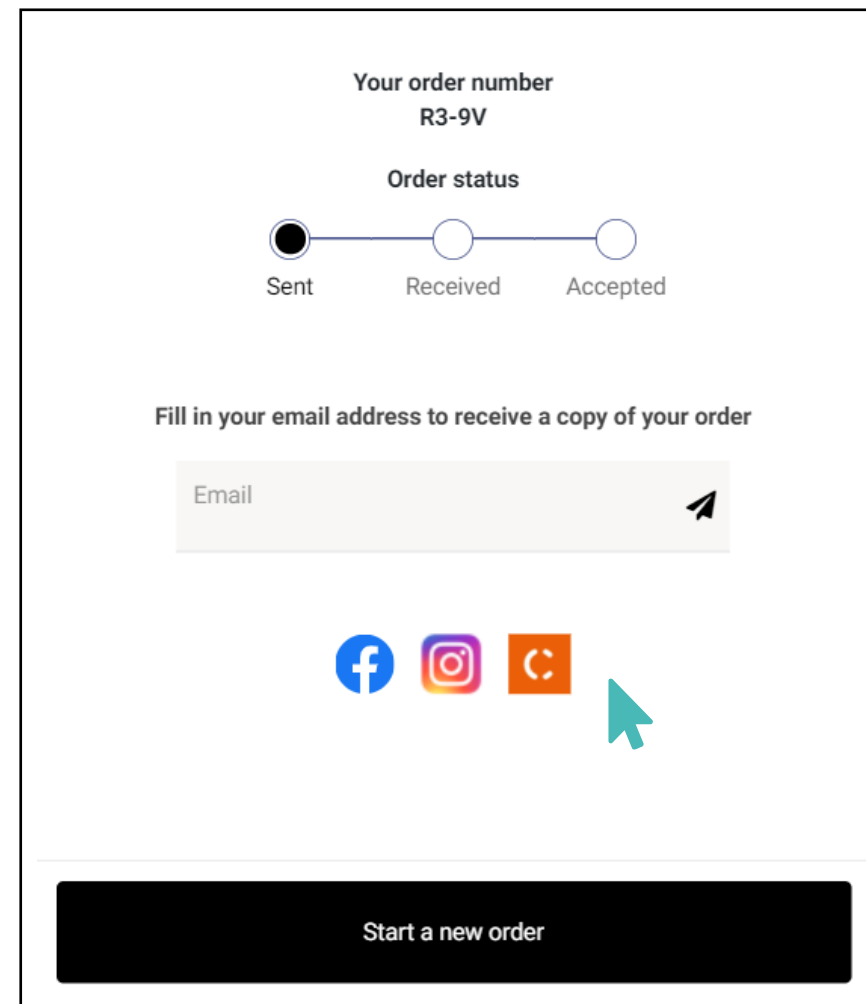 Your order number
R3-9V
Order status
Sent Received Accepted
Fill in your email address to receive a copy of your order
Email
Start a new order